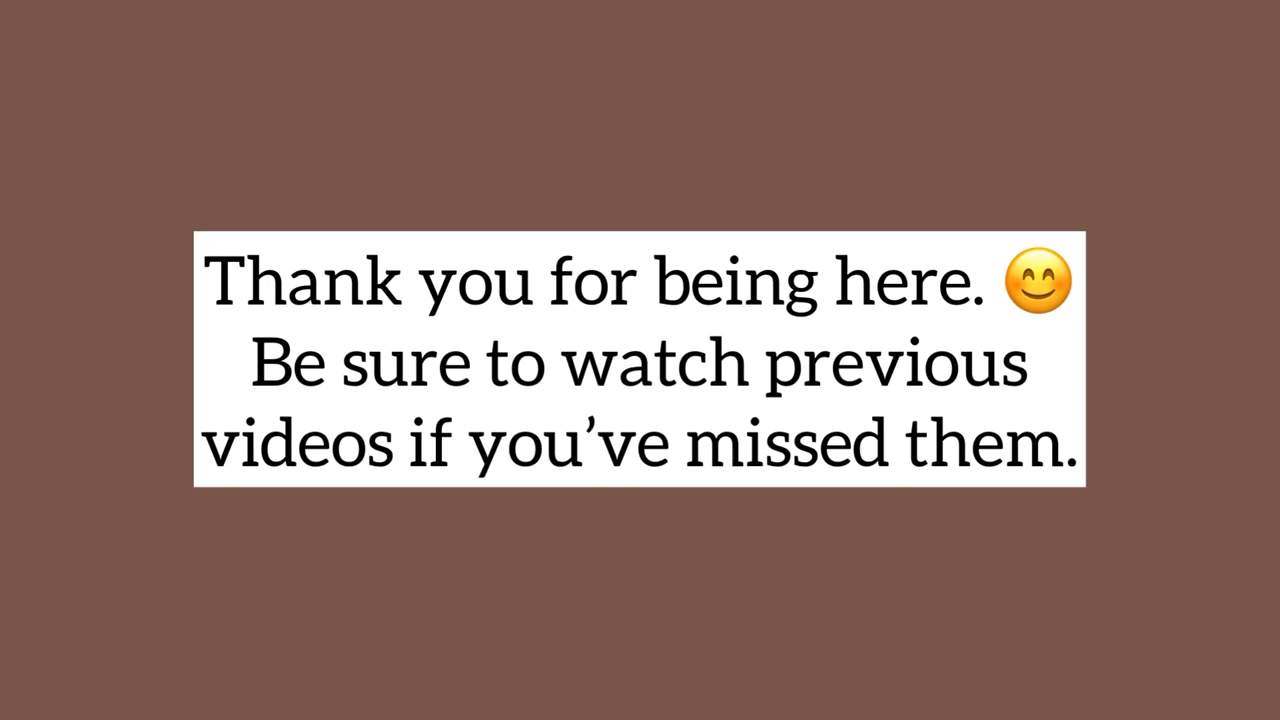 Thank you for being here. 😊
Be sure to watch previous
videos if you’ve missed them.